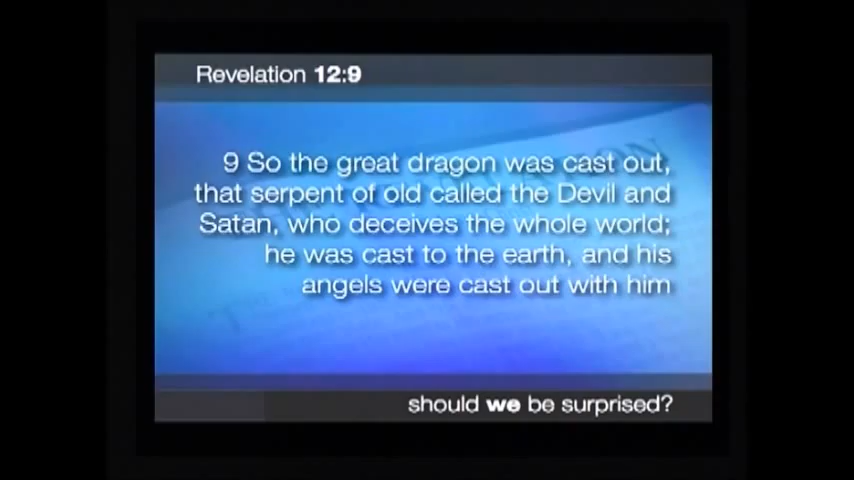 Revelation 12:9
9 So the great dragon was cast out,
that serpent of old called the Devil and
Satan, who deceives the whole world;
he was cast to the earth, and his
angels were cast out with him
should we be surprised?